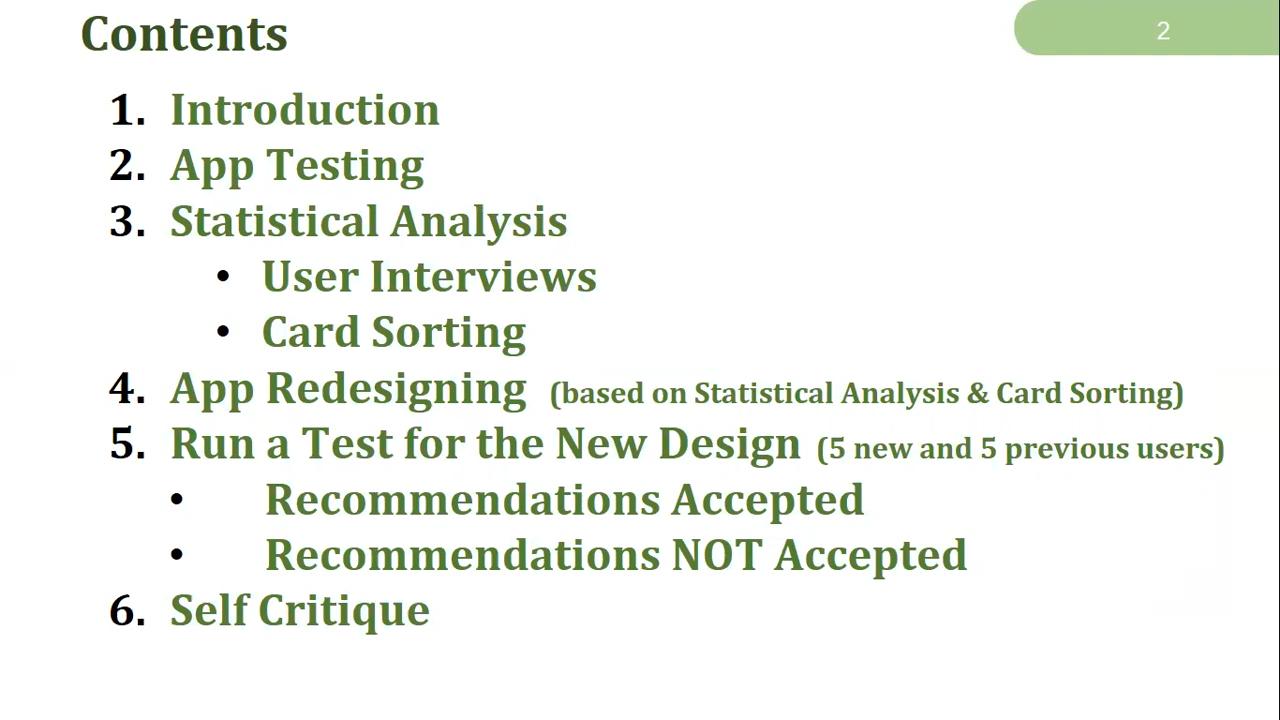 Contents
2
1. Introduction
2. App Testing
3. Statistical Analysis
• User Interviews
• Card Sorting
4. App Redesigning (based on Statistical Analysis & Card Sorting)
5. Run a Test for the New Design (5 new and 5 previous users)
• Recommendations Accepted
• Recommendations NOT Accepted
6. Self Critique